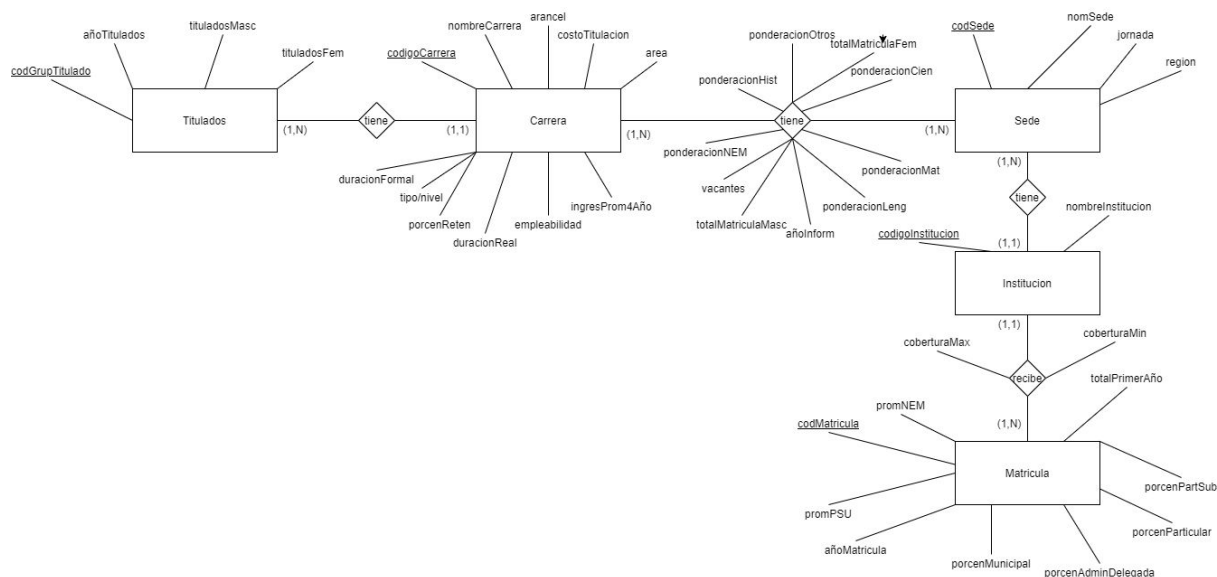 añoTitulados
tituladosMasc
tituladosFem
codGrupTitulado
Titulados
(1,N)
tiene
(1,1)
nombreCarrera
arancel
costoTitulacion
codigoCarrera
area
Carrera
(1,N)
duracionFormal
tipo/nivel
porcenReten
duracionReal
empleabilidad
ingresProm4Año
ponderacionOtros
totalMatriculaFem
ponderacionHist
ponderacionCien
tiene
ponderacionNEM
ponderacionMat
vacantes
ponderacionLeng
totalMatriculaMasc
añoInform
(1,N)
codSede
nomSede
jornada
region
Sede
(1,N)
tiene
nombreInstitucion
codigoInstitucion
(1,1)
Institucion
(1,1)
coberturaMax
coberturaMin
recibe
totalPrimerAño
promNEM
codMatricula
(1,N)
Matricula
porcenPartSub
promPSU
porcenParticular
añoMatricula
porcenMunicipal
porcenAdminDelegada